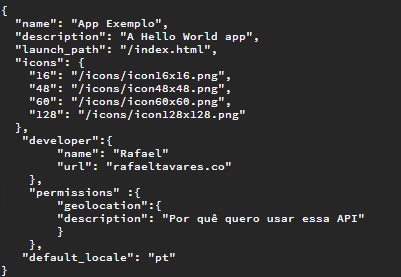 {
  "name": "App Exemplo",
  "description": "A Hello World app",
  "launch_path": "/index.html",
  "icons": {
    "16": "/icons/icon16x16.png",
    "48": "/icons/icon48x48.png",
    "60": "/icons/icon60x60.png",
    "128": "/icons/icon128x128.png"
  },
   "developer":{
        "name": "Rafael"
        "url": "rafaeltavares.co"
    },
    "permissions" :{
        "geolocation":{
        "description": "Por quê quero usar essa API"
        }
    },
   "default_locale": "pt"
}